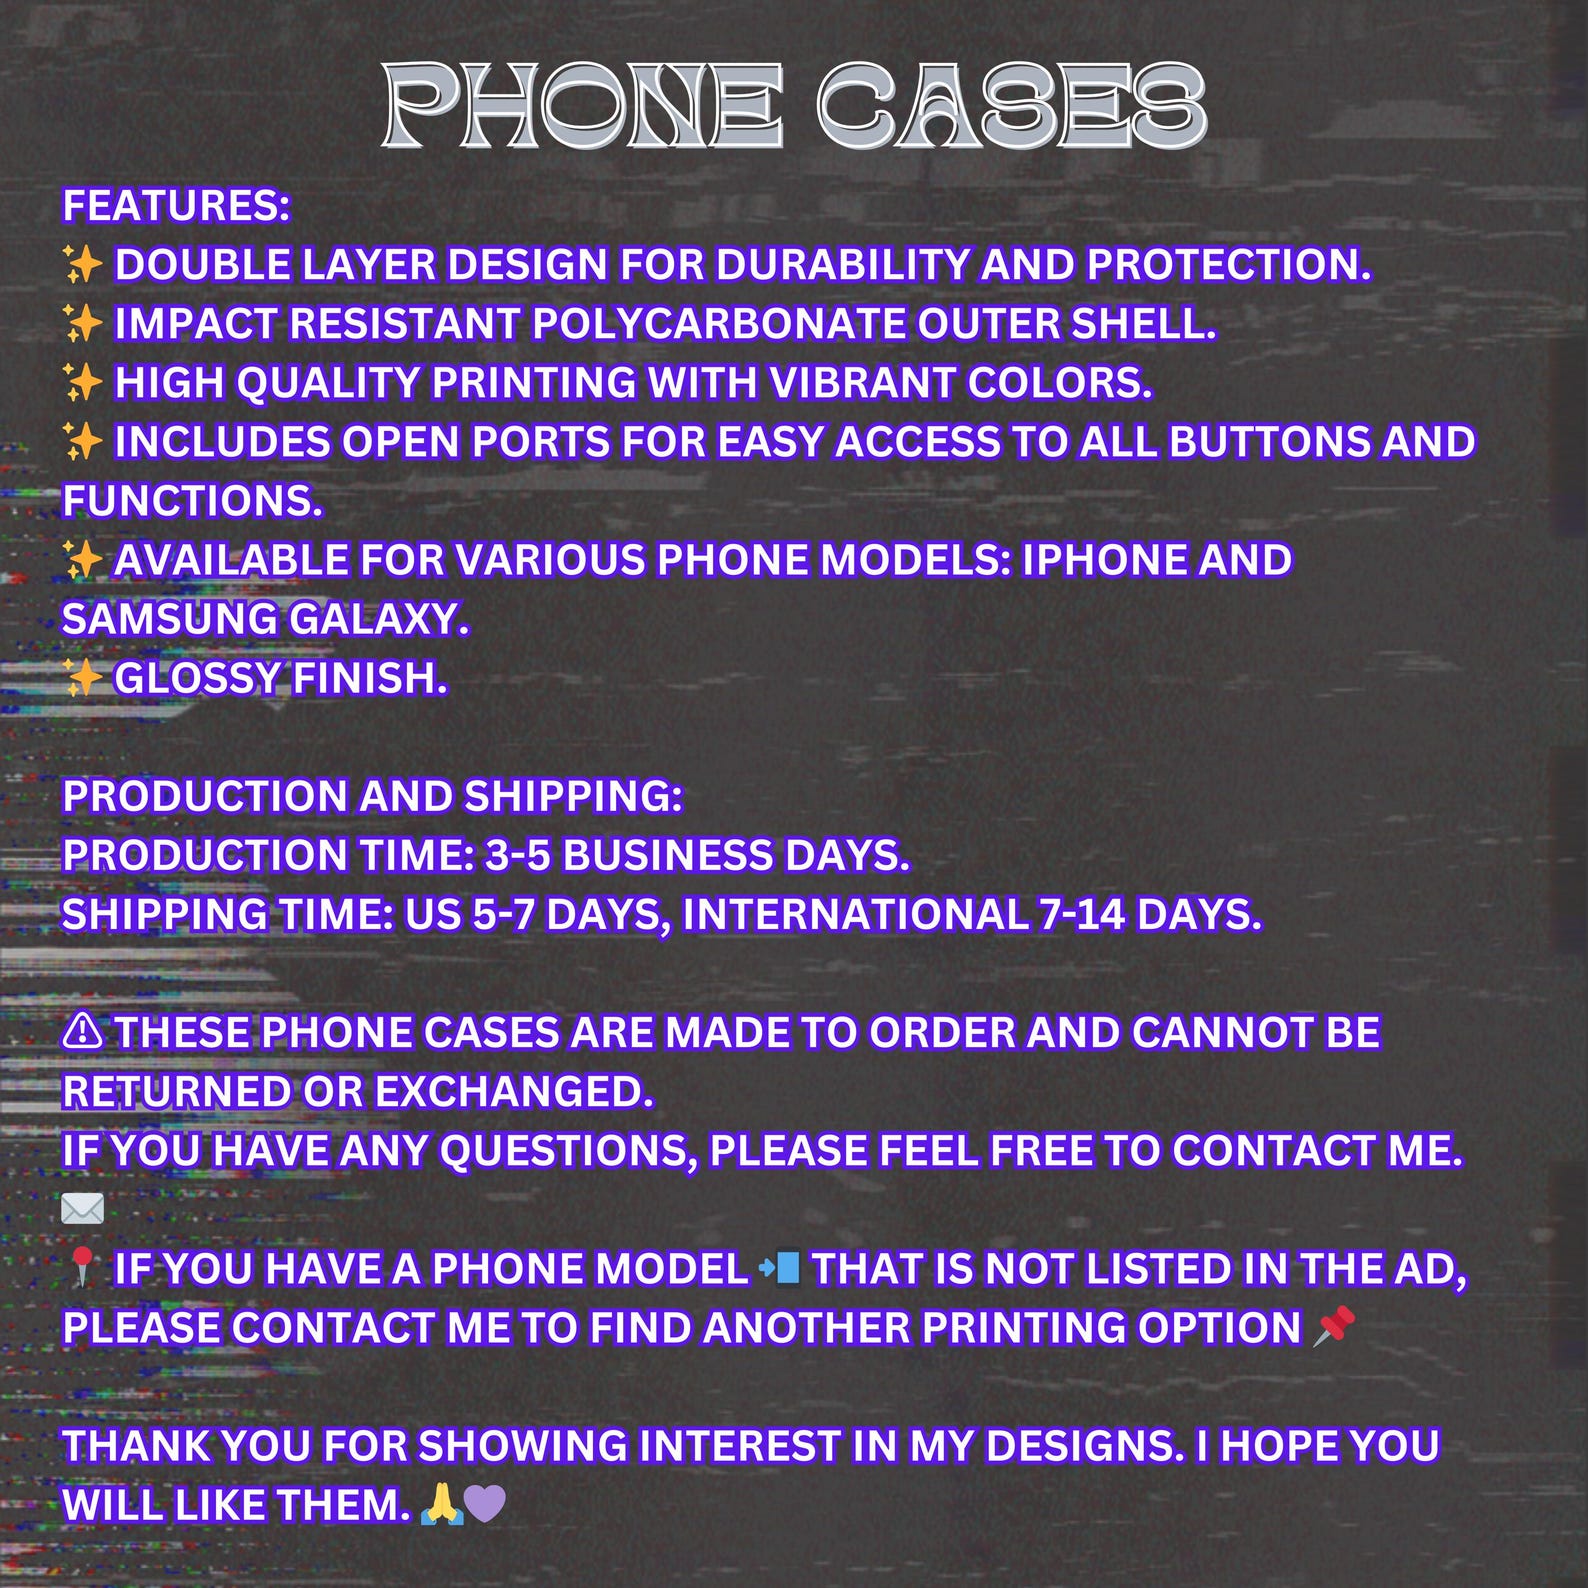 PHONE CASES
FEATURES:
✨ DOUBLE LAYER DESIGN FOR DURABILITY AND PROTECTION.
✨ IMPACT RESISTANT POLYCARBONATE OUTER SHELL.
✨ HIGH QUALITY PRINTING WITH VIBRANT COLORS.
✨ INCLUDES OPEN PORTS FOR EASY ACCESS TO ALL BUTTONS AND
FUNCTIONS.
✨ AVAILABLE FOR VARIOUS PHONE MODELS: IPHONE AND
SAMSUNG GALAXY.
✨ GLOSSY FINISH.
PRODUCTION AND SHIPPING:
PRODUCTION TIME: 3-5 BUSINESS DAYS.
SHIPPING TIME: US 5-7 DAYS, INTERNATIONAL 7-14 DAYS.
⚠ THESE PHONE CASES ARE MADE TO ORDER AND CANNOT BE
RETURNED OR EXCHANGED.
IF YOU HAVE ANY QUESTIONS, PLEASE FEEL FREE TO CONTACT ME.
✉️
📍 IF YOU HAVE A PHONE MODEL 📲 THAT IS NOT LISTED IN THE AD,
PLEASE CONTACT ME TO FIND ANOTHER PRINTING OPTION 📌
THANK YOU FOR SHOWING INTEREST IN MY DESIGNS. I HOPE YOU
WILL LIKE THEM. 🙏💜